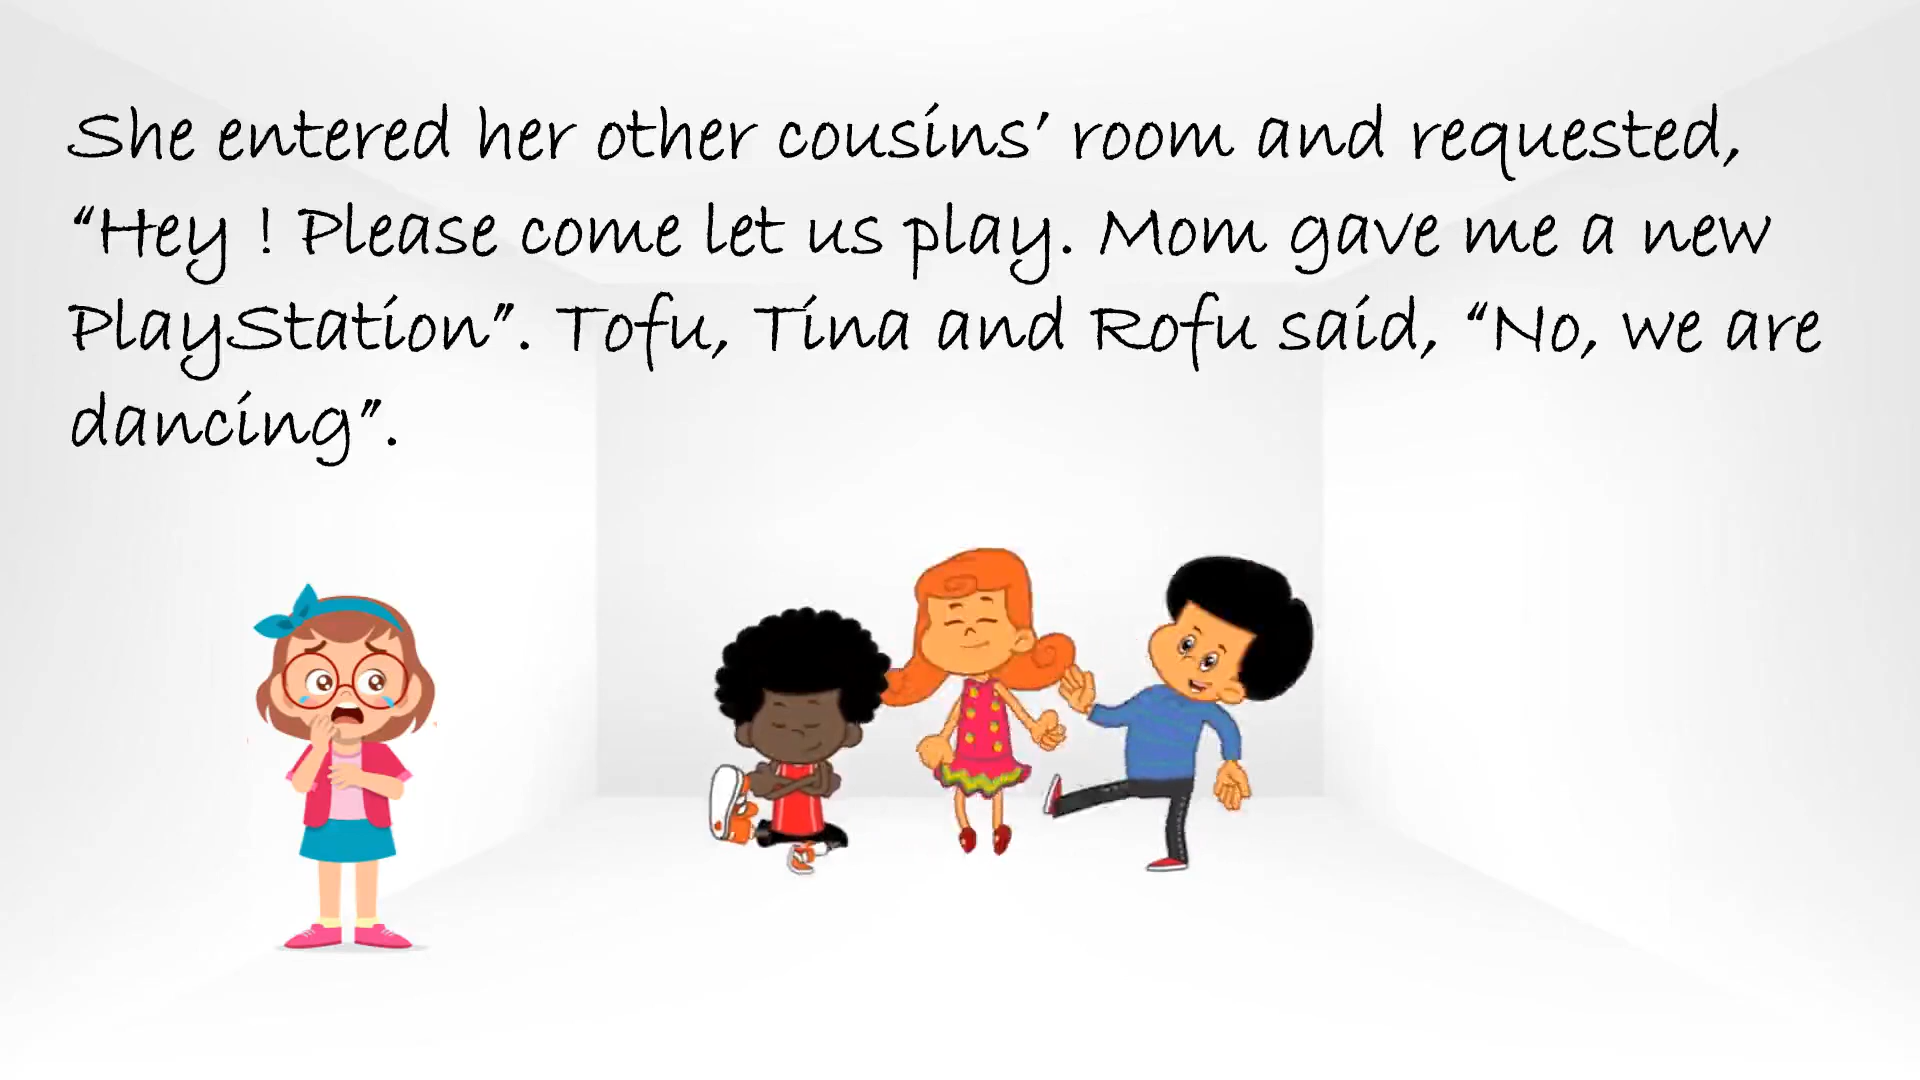 She entered her other cousins’ room and requested,
“Hey ! Please come let us play. Mom gave me a new
PlayStation”. Tofu, Tina and Rofu said, “No, we are
dancing”.